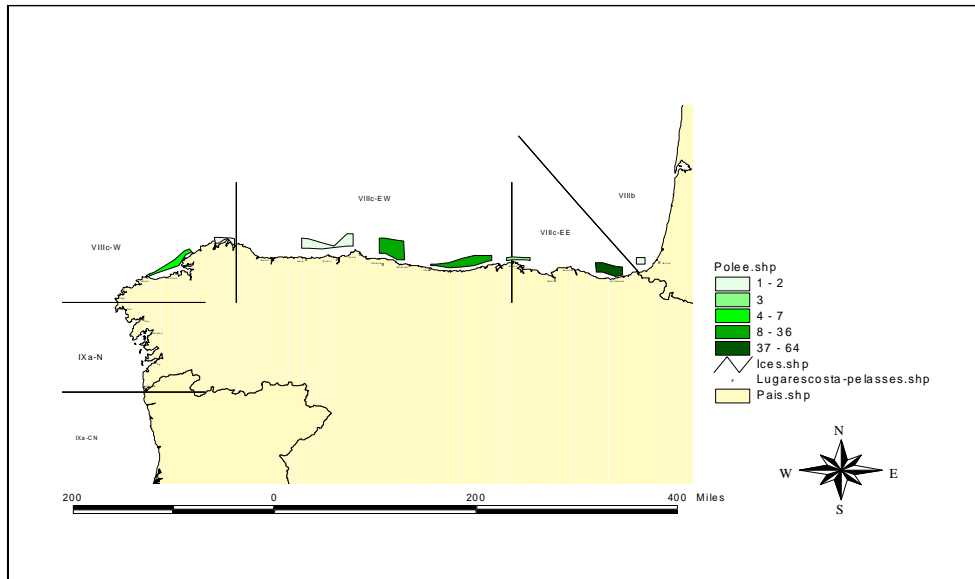 VIIIc-EW
VIIIb
VIIIc-EE
VIIIc-W
IXa-N
IXa-CN
Polee.shp
1 - 2
3
4 - 7
8 - 36
37 - 64
Ices.shp
Lugarescosta-pelasses.shp
Pais.shp
N
W E
S
200 0 200 400 Miles